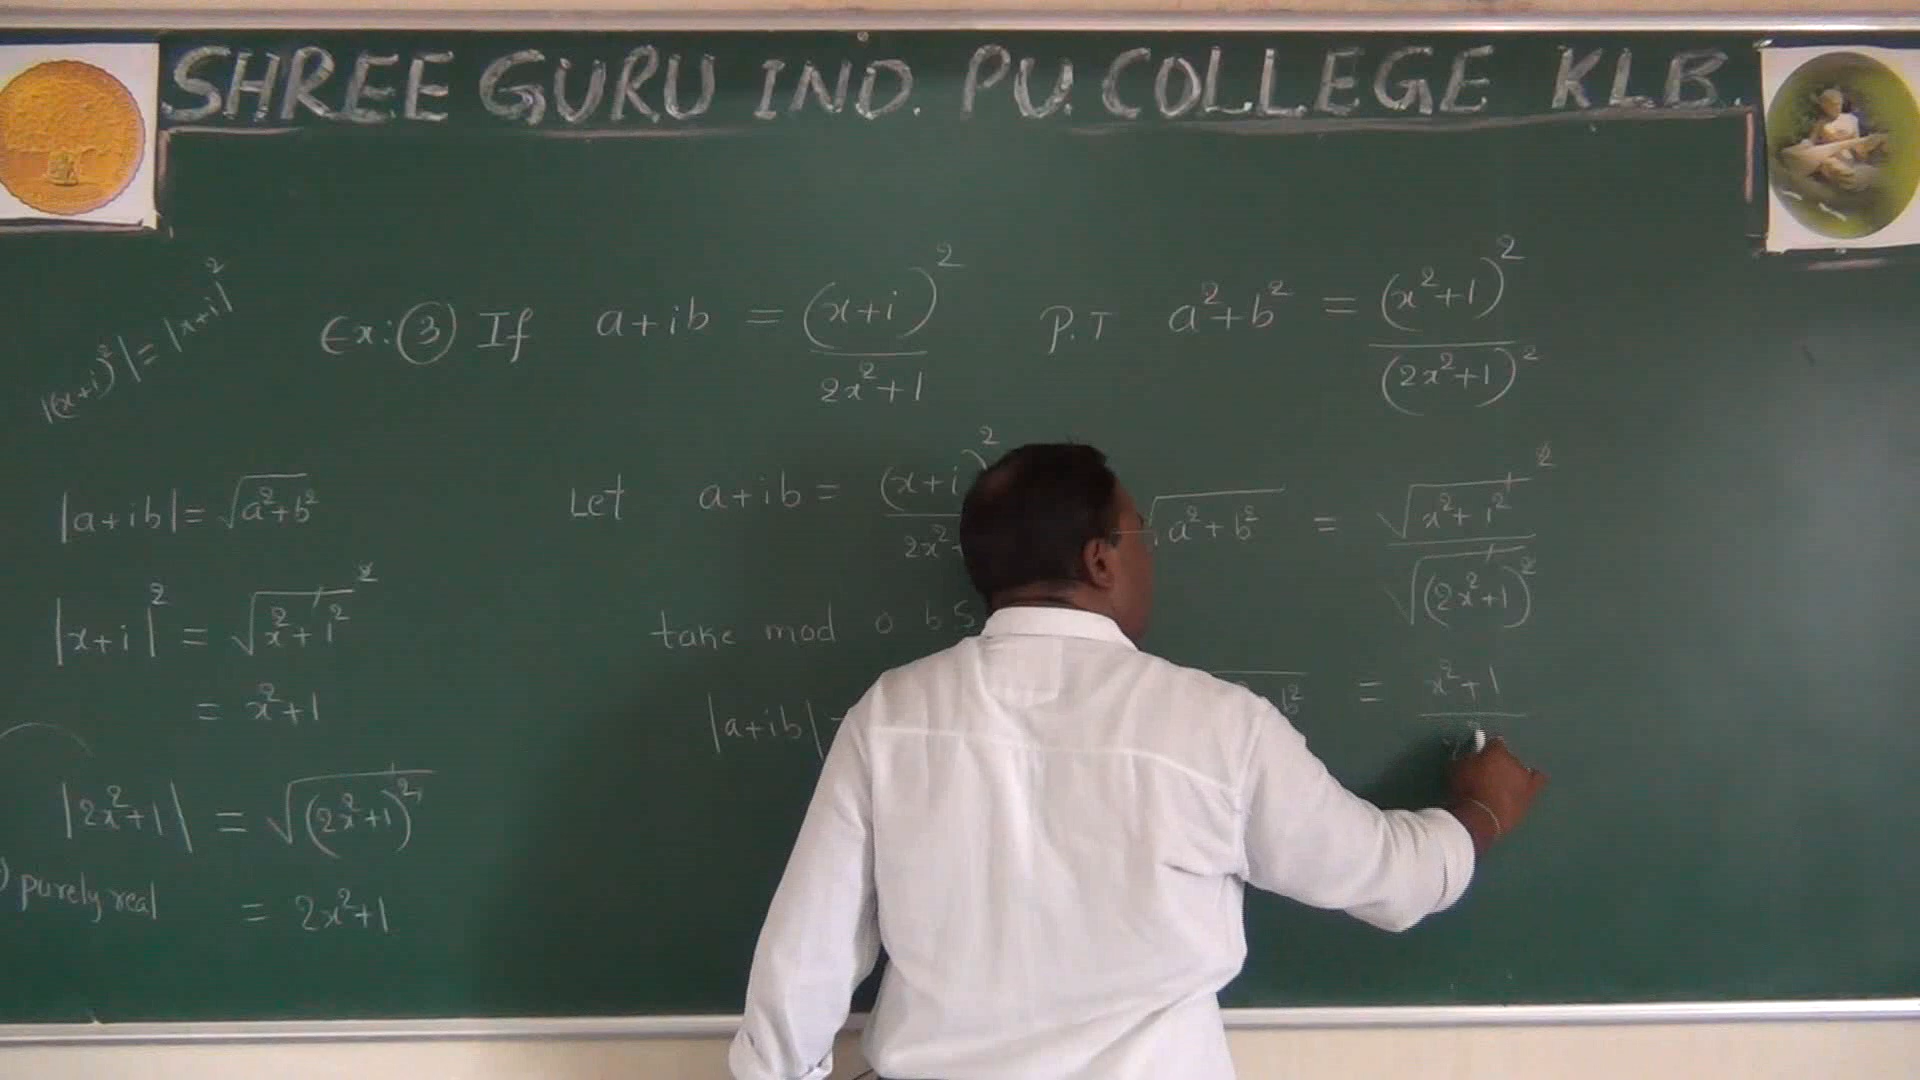 SHREE GURU IND. PU. COLLEGE KLB.
|(x+i)²| = |x+i|²
Ex: ③ If a+ib = (x+i)² / 2x²+1 P.T a²+b² = (x²+1)² / (2x²+1)²
|a+ib| = √a²+b²
|x+i|² = √x²+1² ²
= x²+1
|2x²+1| = √(2x²+1)²
) purely real = 2x²+1
Let a+ib = (x+i)² / 2x²
take mod o b S
|a+ib| =
√a²+b² = √x²+1² ² / √(2x²+1)²
b² = x²+1